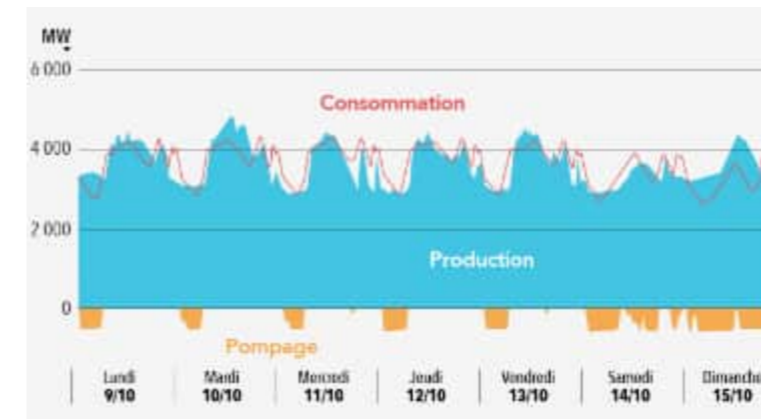 MW
6 000
Consommation
4 000
2 000
Production
0
Pompage
Lundi
9/10
Mardi
10/10
Mercredi
11/10
Jeudi
12/10
Vendredi
13/10
Samedi
14/10
Dimanche
15/10